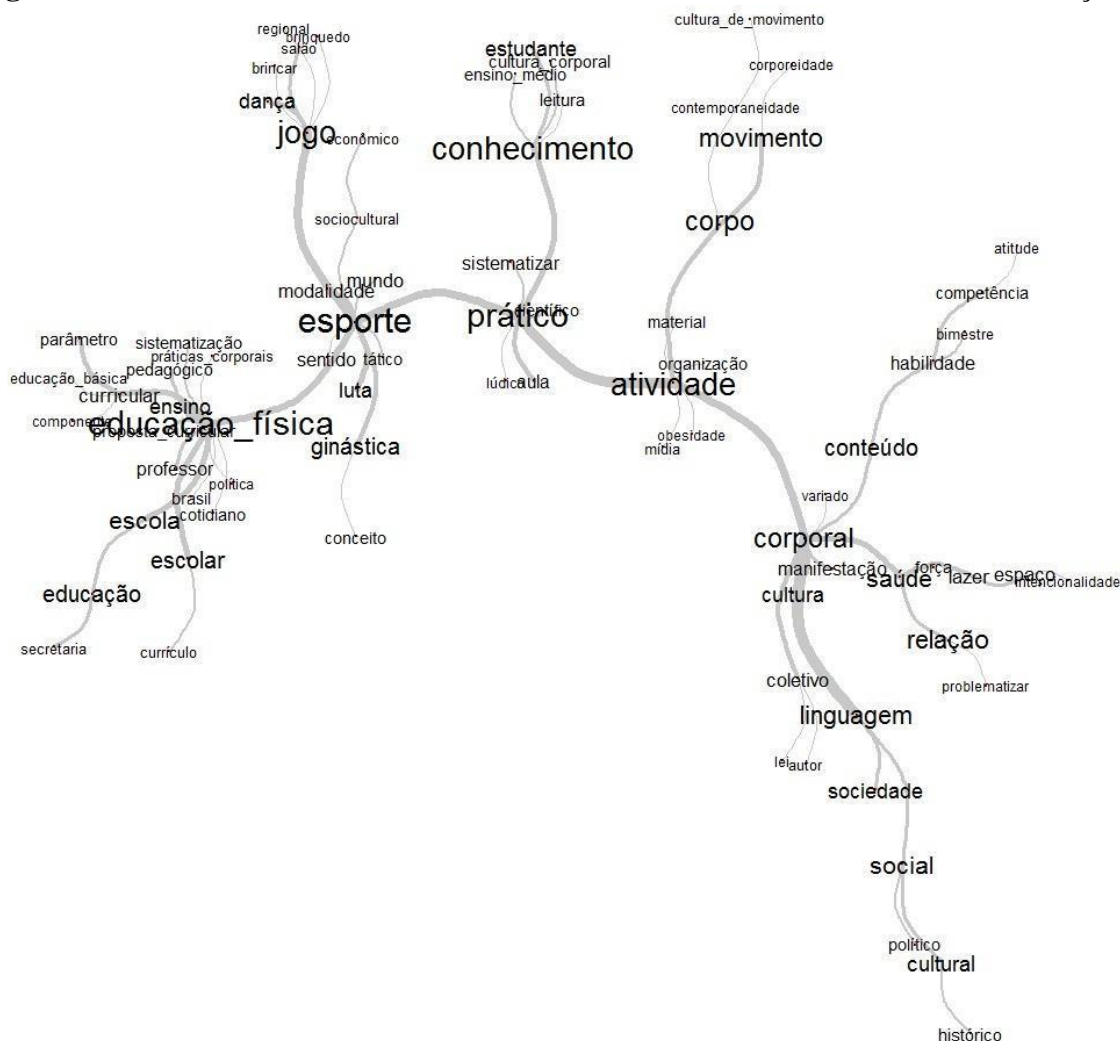 cultura_de_movimento
regional
brinquedo
salão
estudante
cultura_corporal
ensino_médio
brincar
corporeidade
dança
leitura
contemporaneidade
jogo
econômico
conhecimento
movimento
sociocultural
corpo
atitude
sistematizar
mundo
modalidade
competência
esporte
prático
científico
material
parâmetro
sistematização
práticas_corporais
pedagógico
sentido
tático
organização
bimestre
habilidade
educação_básica
curricular
luta
lúdica
aula
atividade
ensino
componente
educação_física
proposta_curricular
ginástica
obesidade
mídia
conteúdo
professor
política
brasil
cotidiano
variado
escola
conceito
corporal
escolar
manifestação
saúde
força
lazer
espaço
intencionalidade
educação
cultura
secretaria
currículo
relação
coletivo
problematizar
linguagem
lei
autor
sociedade
social
político
cultural
histórico